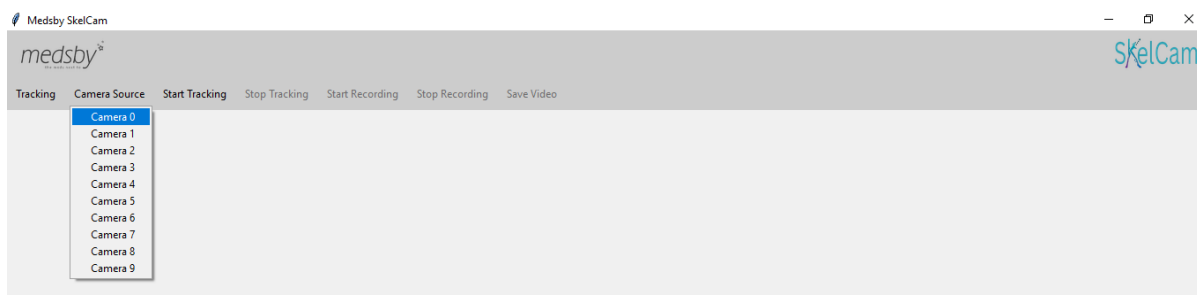 Medsby SkelCam
medsby
SkelCam
Tracking Camera Source Start Tracking Stop Tracking Start Recording Stop Recording Save Video
Camera 0
Camera 1
Camera 2
Camera 3
Camera 4
Camera 5
Camera 6
Camera 7
Camera 8
Camera 9